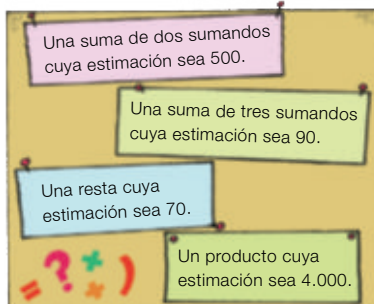 Una suma de dos sumandos
cuya estimación sea 500.
Una suma de tres sumandos
cuya estimación sea 90.
Una resta cuya
estimación sea 70.
Un producto cuya
estimación sea 4.000.
= ? + × )